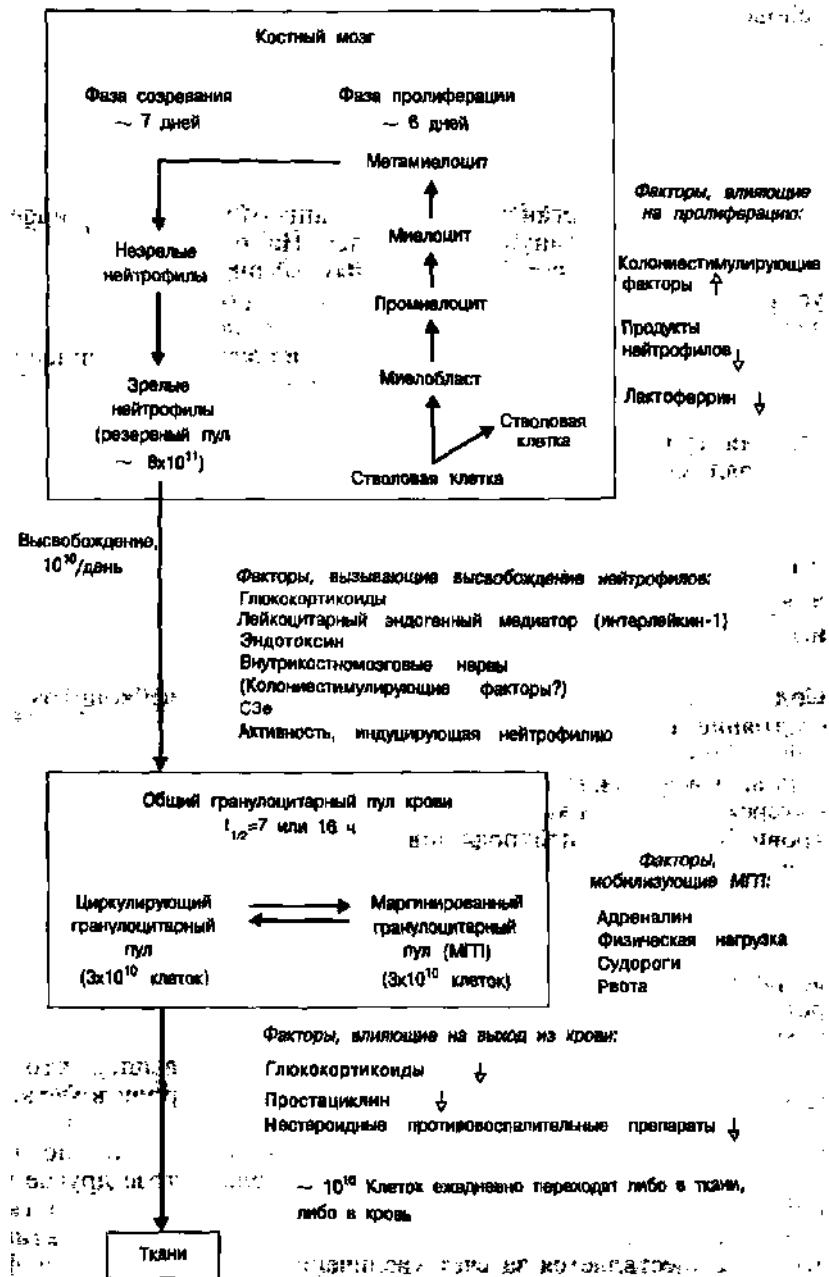 Костный мозг
Фаза созревания
~ 7 дней
Фаза пролиферации
~ 6 дней
Метамиелоцит
Миелоцит
Промиелоцит
Миелобласт
Стволовая
клетка
Стволовая клетка
Незрелые
нейтрофилы
Зрелые
нейтрофилы
(резервный пул
~ 8x10¹¹)
Факторы, влияющие
на пролиферацию:
Колониестимулирующие
факторы
Продукты
нейтрофилов
Лактоферрин
Высвобождение,
10¹⁰/день
Факторы, вызывающие высвобождение нейтрофилов:
Глюкокортикоиды
Лейкоцитарный эндогенный медиатор (интерлейкин-1)
Эндотоксин
Внутрикостномозговые нервы
(Колониестимулирующие факторы?)
C3e
Активность, индуцирующая нейтрофилию
Общий гранулоцитарный пул крови
t1/2=7 или 16 ч
Циркулирующий
гранулоцитарный
пул
(3x10¹⁰ клеток)
Маргинированный
гранулоцитарный
пул (МГП)
(3x10¹⁰ клеток)
Факторы,
мобилизующие МГП:
Адреналин
Физическая нагрузка
Судороги
Рвота
Факторы, влияющие на выход из крови:
Глюкокортикоиды
Простациклин
Нестероидные противовоспалительные препараты
~ 10¹⁰ Клеток ежедневно переходят либо в ткани,
либо в кровь
Ткани